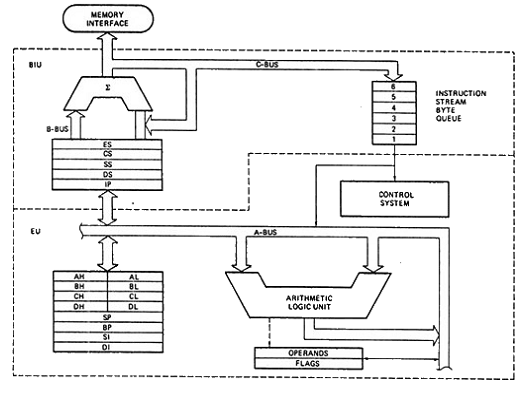 MEMORY
INTERFACE
BIU
C-BUS
Σ
B-BUS
6
5
4
3
2
1
INSTRUCTION
STREAM
BYTE
QUEUE
ES
CS
SS
DS
IP
CONTROL
SYSTEM
EU
A-BUS
AH AL
BH BL
CH CL
DH DL
SP
BP
SI
DI
ARITHMETIC
LOGIC UNIT
OPERANDS
FLAGS